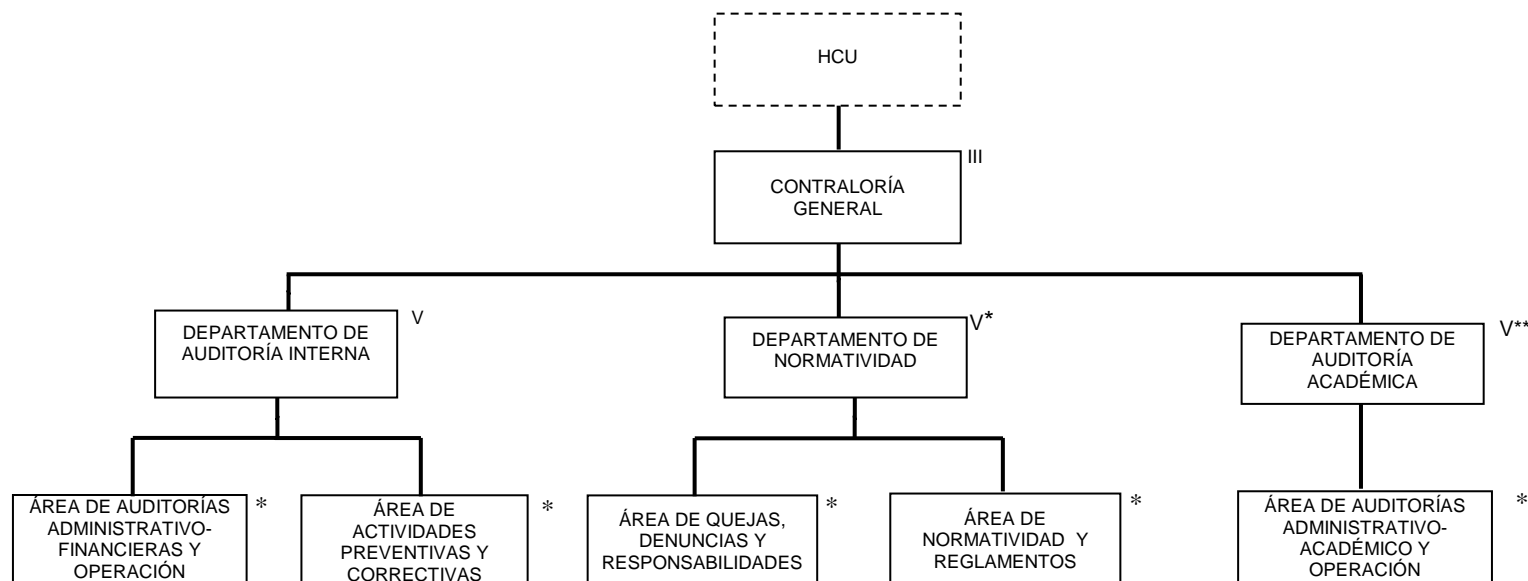 HCU
III
CONTRALORÍA
GENERAL
DEPARTAMENTO DE
AUDITORÍA INTERNA
V
DEPARTAMENTO DE
NORMATIVIDAD
V*
DEPARTAMENTO DE
AUDITORÍA
ACADÉMICA
V**
ÁREA DE AUDITORÍAS
ADMINISTRATIVO-
FINANCIERAS Y
OPERACIÓN
*
ÁREA DE
ACTIVIDADES
PREVENTIVAS Y
CORRECTIVAS
*
ÁREA DE QUEJAS,
DENUNCIAS Y
RESPONSABILIDADES
*
ÁREA DE
NORMATIVIDAD Y
REGLAMENTOS
*
ÁREA DE AUDITORÍAS
ADMINISTRATIVO-
ACADÉMICO Y
OPERACIÓN
*